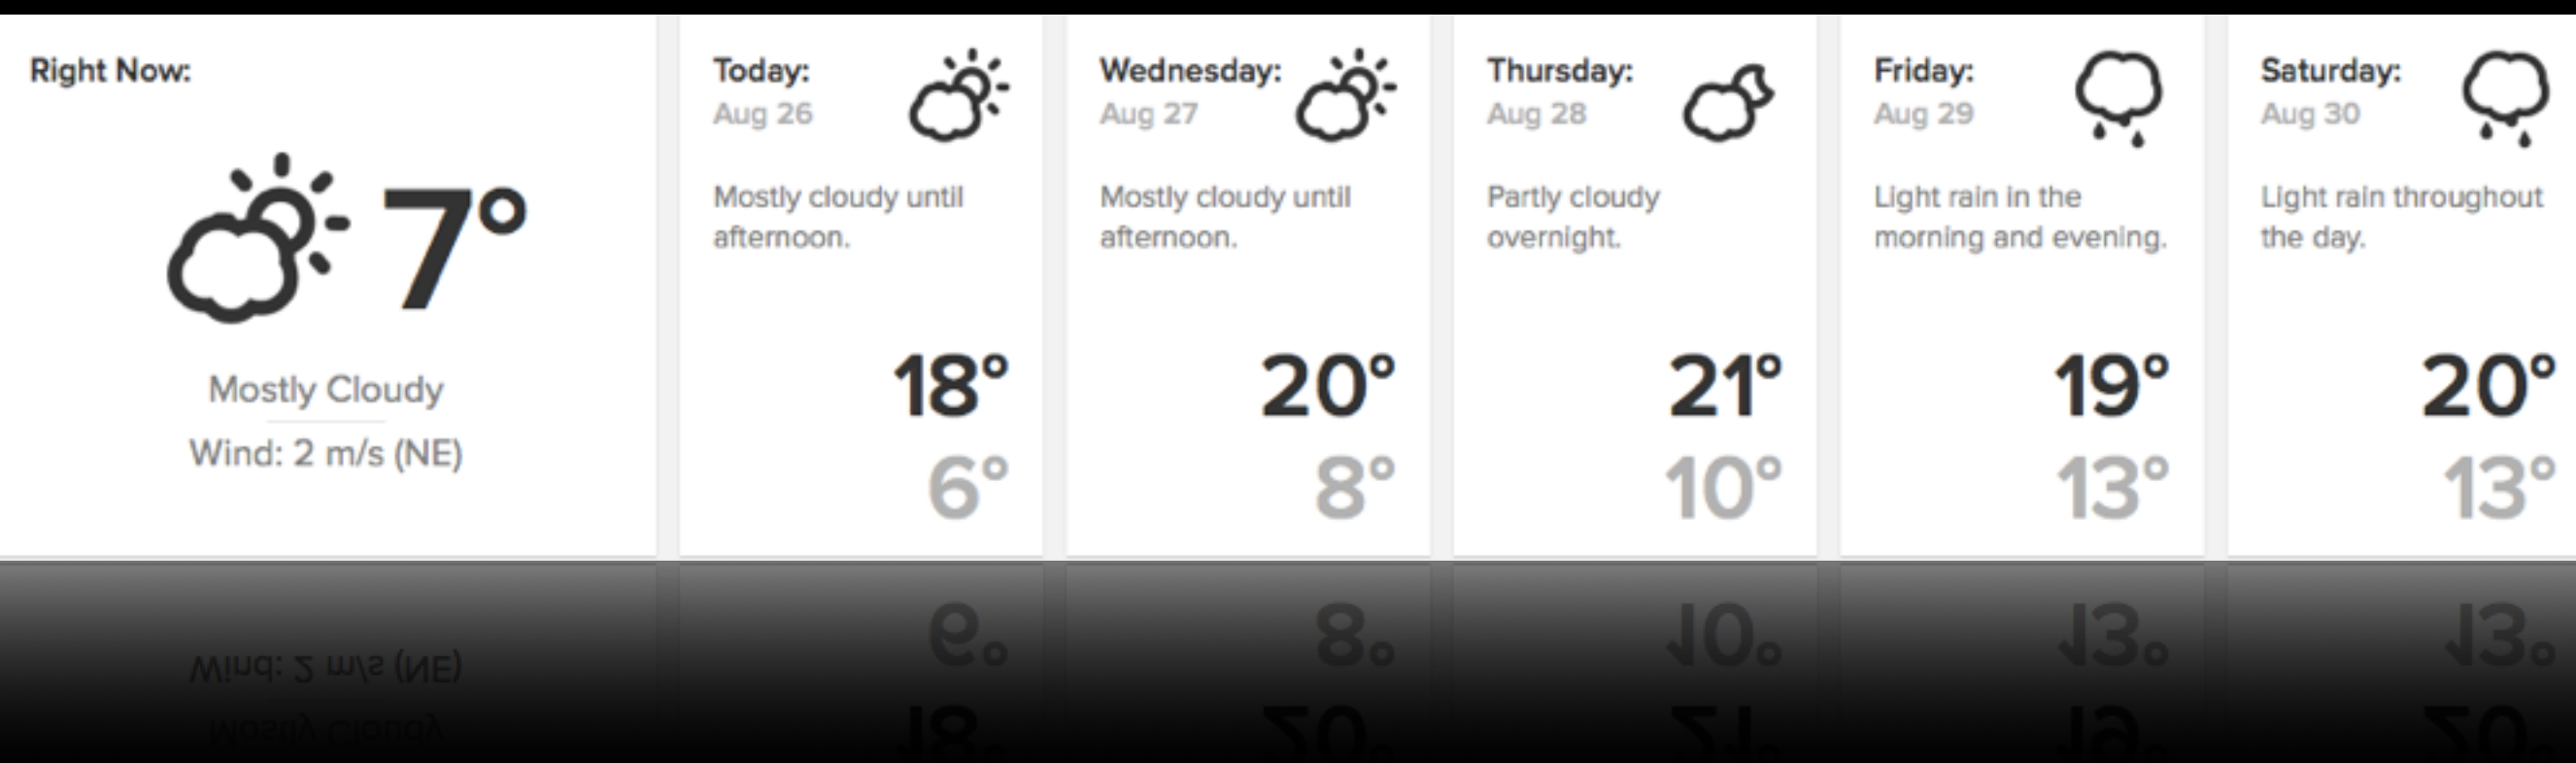 Right Now:
7°
Mostly Cloudy
Wind: 2 m/s (NE)
Today:
Aug 26
Mostly cloudy until
afternoon.
18°
6°
Wednesday:
Aug 27
Mostly cloudy until
afternoon.
20°
8°
Thursday:
Aug 28
Partly cloudy
overnight.
21°
10°
Friday:
Aug 29
Light rain in the
morning and evening.
19°
13°
Saturday:
Aug 30
Light rain throughout
the day.
20°
13°